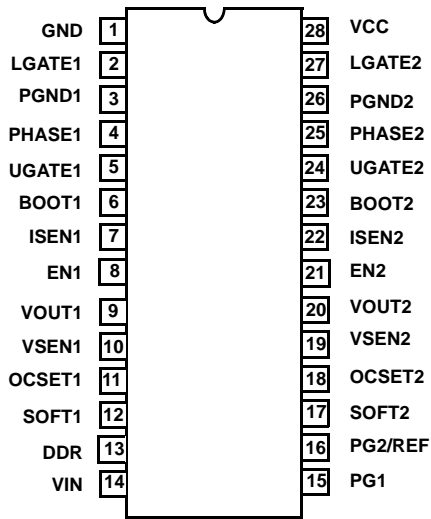 GND 1 28 VCC
LGATE1 2 27 LGATE2
PGND1 3 26 PGND2
PHASE1 4 25 PHASE2
UGATE1 5 24 UGATE2
BOOT1 6 23 BOOT2
ISEN1 7 22 ISEN2
EN1 8 21 EN2
VOUT1 9 20 VOUT2
VSEN1 10 19 VSEN2
OCSET1 11 18 OCSET2
SOFT1 12 17 SOFT2
DDR 13 16 PG2/REF
VIN 14 15 PG1